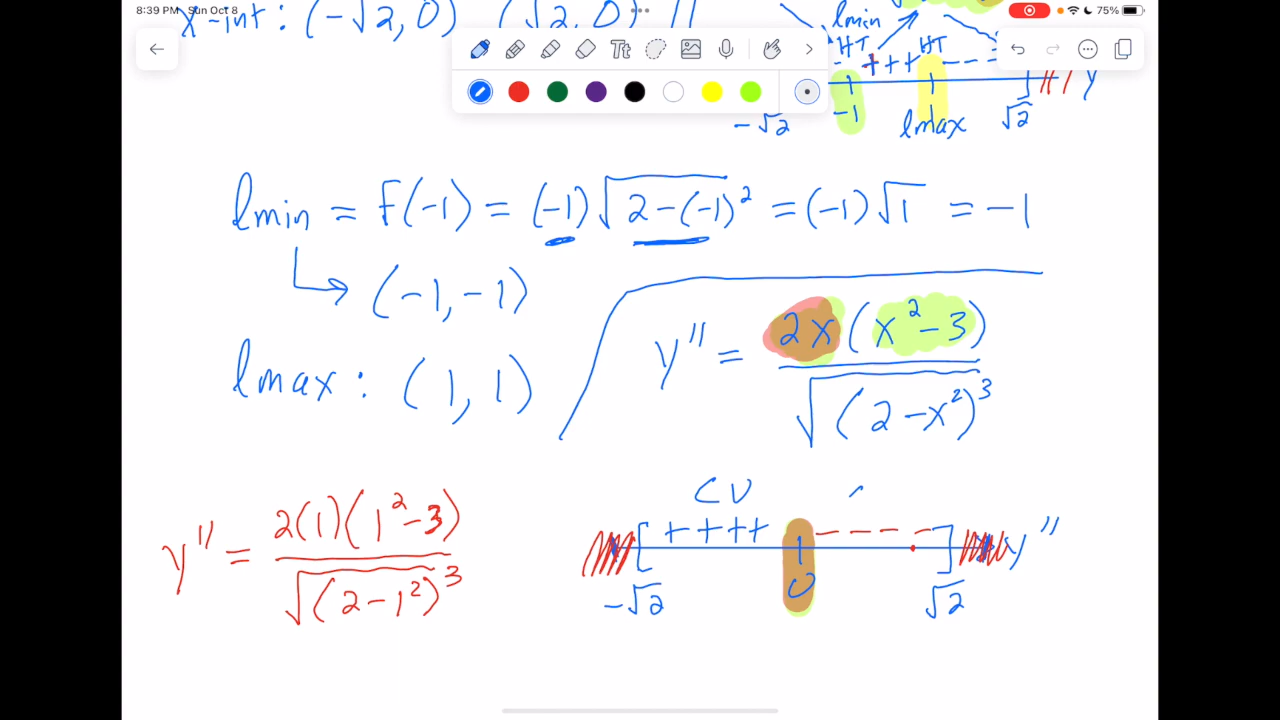 8:39 PM Sun Oct 8
75%
x-int: (-√2, 0) (√2, 0)
lmin
HT HT
- +++ - - -
-√2 -1 lmax √2 y
Tt
lmin = F(-1) = (-1)√2-(-1)² = (-1)√1 = -1
↳ (-1, -1)
y'' = 2x(x²-3) / √(2-x²)³
lmax: (1, 1)
y'' = 2(1)(1²-3) / √(2-1²)³
CU
[ ++++ - - - - ] y''
-√2 0 √2